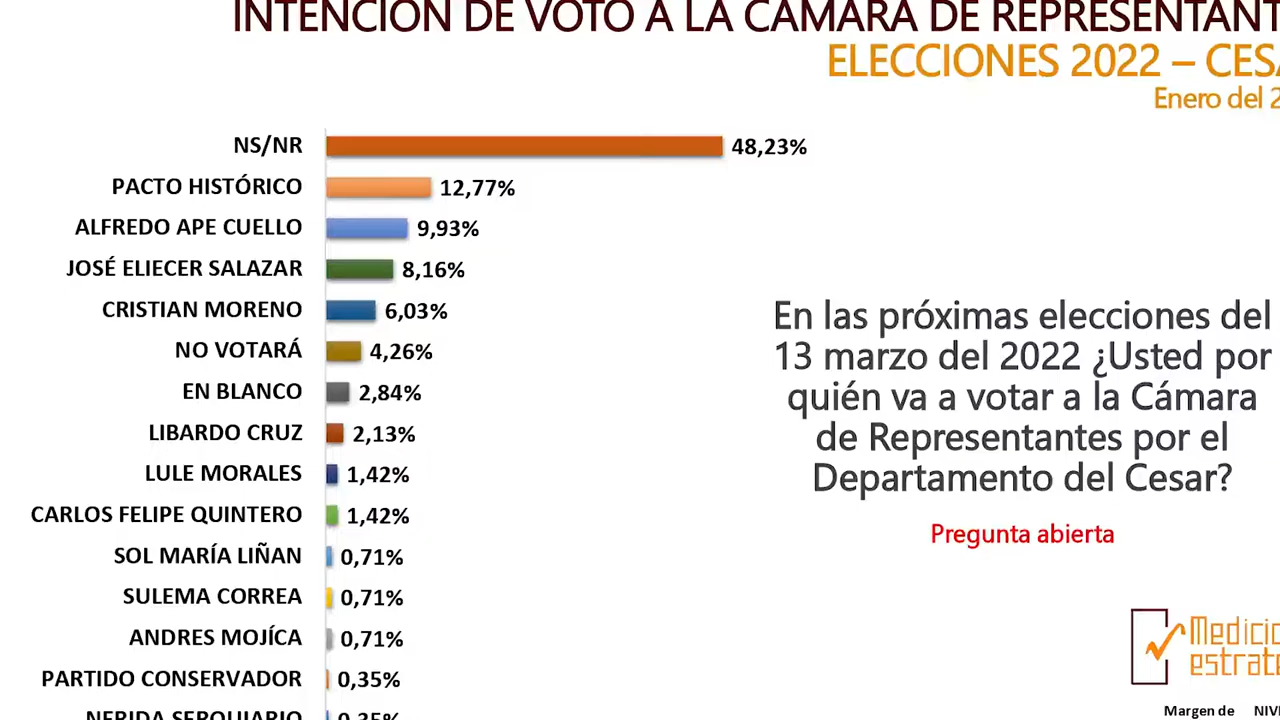 INTENCIÓN DE VOTO A LA CÁMARA DE
ELECCIONES 2022 –
Enero del
NS/NR 48,23%
PACTO HISTÓRICO 12,77%
ALFREDO APE CUELLO 9,93%
JOSÉ ELIECER SALAZAR 8,16%
CRISTIAN MORENO 6,03%
NO VOTARÁ 4,26%
EN BLANCO 2,84%
LIBARDO CRUZ 2,13%
LULE MORALES 1,42%
CARLOS FELIPE QUINTERO 1,42%
SOL MARÍA LIÑAN 0,71%
SULEMA CORREA 0,71%
ANDRES MOJÍCA 0,71%
PARTIDO CONSERVADOR 0,35%
0,35%
En las próximas elecciones del
13 marzo del 2022 ¿Usted por
quién va a votar a la Cámara
de Representantes por el
Departamento del Cesar?
Pregunta abierta
Margen de